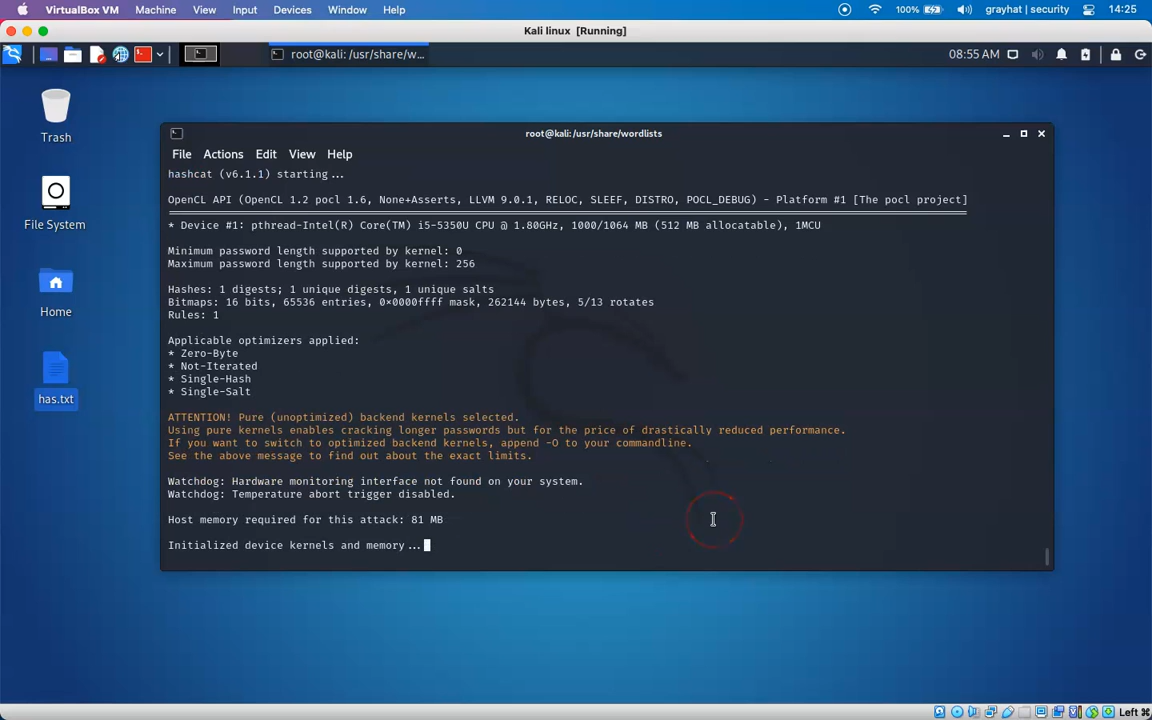 VirtualBox VM Machine View Input Devices Window Help 100% grayhat | security 14:25
Kali linux [Running]
root@kali: /usr/share/w... 08:55 AM
Trash
File System
Home
has.txt
root@kali: /usr/share/wordlists
File Actions Edit View Help
hashcat (v6.1.1) starting...
OpenCL API (OpenCL 1.2 pocl 1.6, None+Asserts, LLVM 9.0.1, RELOC, SLEEF, DISTRO, POCL_DEBUG) - Platform #1 [The pocl project]
* Device #1: pthread-Intel(R) Core(TM) i5-5350U CPU @ 1.80GHz, 1000/1064 MB (512 MB allocatable), 1MCU
Minimum password length supported by kernel: 0
Maximum password length supported by kernel: 256
Hashes: 1 digests; 1 unique digests, 1 unique salts
Bitmaps: 16 bits, 65536 entries, 0×0000ffff mask, 262144 bytes, 5/13 rotates
Rules: 1
Applicable optimizers applied:
* Zero-Byte
* Not-Iterated
* Single-Hash
* Single-Salt
ATTENTION! Pure (unoptimized) backend kernels selected.
Using pure kernels enables cracking longer passwords but for the price of drastically reduced performance.
If you want to switch to optimized backend kernels, append -O to your commandline.
See the above message to find out about the exact limits.
Watchdog: Hardware monitoring interface not found on your system.
Watchdog: Temperature abort trigger disabled.
Host memory required for this attack: 81 MB
Initialized device kernels and memory...
Left ⌘